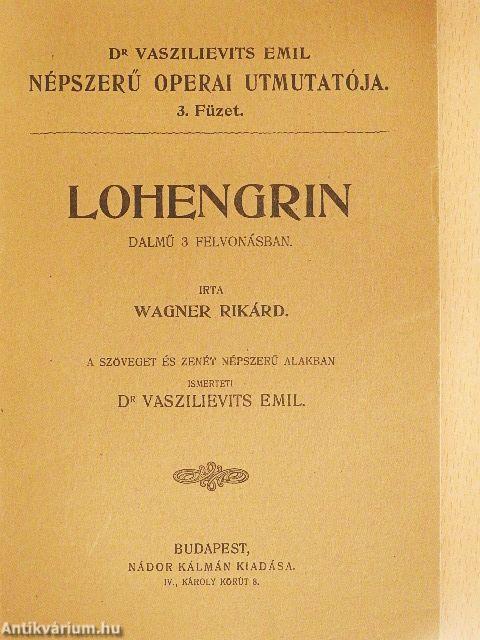 Dr VASZILIEVITS EMIL
NÉPSZERŰ OPERAI UTMUTATÓJA.
3. Füzet.
LOHENGRIN
DALMŰ 3 FELVONÁSBAN.
IRTA
WAGNER RIKÁRD.
A SZÖVEGET ÉS ZENÉT NÉPSZERŰ ALAKBAN
ISMERTETI
Dr VASZILIEVITS EMIL.
BUDAPEST,
NÁDOR KÁLMÁN KIADÁSA.
IV., KÁROLY KÖRÚT 8.
Antikvárium.hu